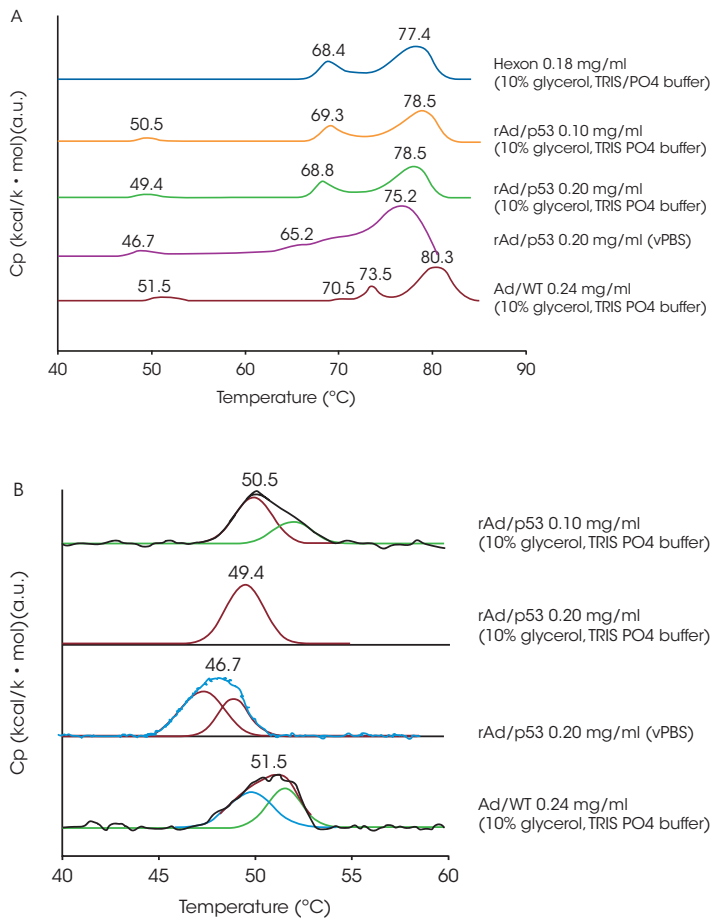 A
Cp (kcal/k • mol)(a.u.)
68.4
77.4
Hexon 0.18 mg/ml
(10% glycerol, TRIS/PO4 buffer)
50.5
69.3
78.5
rAd/p53 0.10 mg/ml
(10% glycerol, TRIS PO4 buffer)
49.4
68.8
78.5
rAd/p53 0.20 mg/ml
(10% glycerol, TRIS PO4 buffer)
46.7
65.2
75.2
rAd/p53 0.20 mg/ml (vPBS)
51.5
70.5
73.5
80.3
Ad/WT 0.24 mg/ml
(10% glycerol, TRIS PO4 buffer)
40 50 60 70 80 90
Temperature (°C)
B
Cp (kcal/k • mol)(a.u.)
50.5
rAd/p53 0.10 mg/ml
(10% glycerol, TRIS PO4 buffer)
49.4
rAd/p53 0.20 mg/ml
(10% glycerol, TRIS PO4 buffer)
46.7
rAd/p53 0.20 mg/ml (vPBS)
51.5
Ad/WT 0.24 mg/ml
(10% glycerol, TRIS PO4 buffer)
40 45 50 55 60
Temperature (°C)